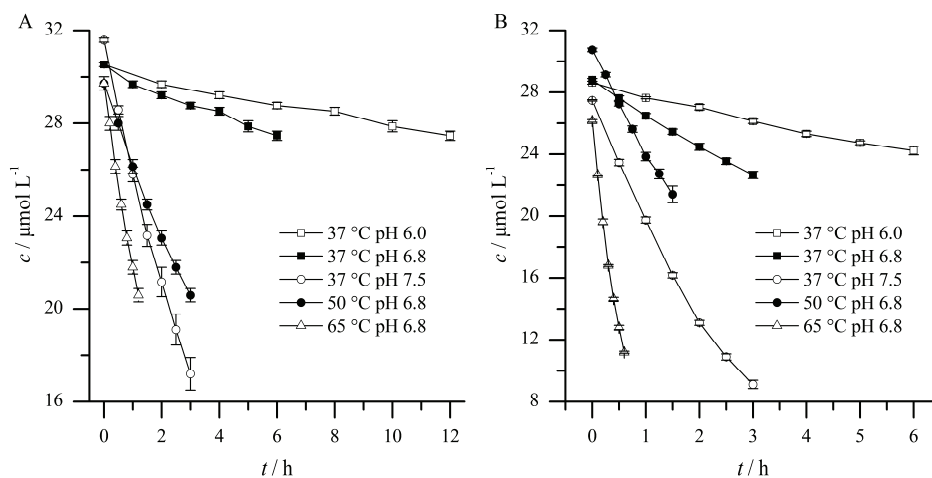 A
32
28
24
20
16
c / μmol L⁻¹
37 °C pH 6.0
37 °C pH 6.8
37 °C pH 7.5
50 °C pH 6.8
65 °C pH 6.8
0 2 4 6 8 10 12
t / h
B
32
28
24
20
16
12
8
c / μmol L⁻¹
37 °C pH 6.0
37 °C pH 6.8
37 °C pH 7.5
50 °C pH 6.8
65 °C pH 6.8
0 1 2 3 4 5 6
t / h